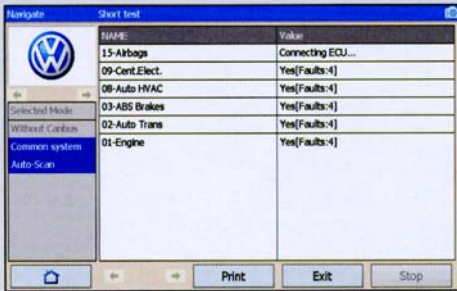 Navigate
Short test
Selected Mode
Without Canbus
Common system
Auto-Scan
NAME Value
15-Airbags Connecting ECU...
09-Cent.Elect. Yes[Faults:4]
08-Auto HVAC Yes[Faults:4]
03-ABS Brakes Yes[Faults:4]
02-Auto Trans Yes[Faults:4]
01-Engine Yes[Faults:4]
Print
Exit
Stop